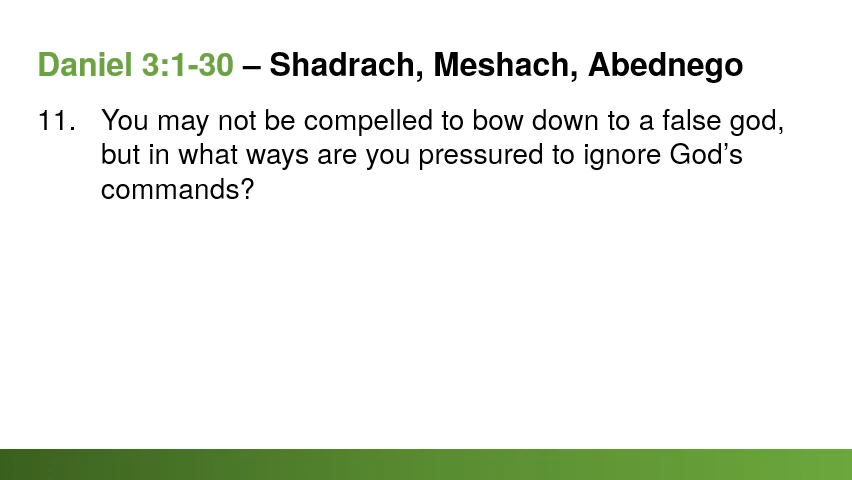 Daniel 3:1-30 – Shadrach, Meshach, Abednego
11. You may not be compelled to bow down to a false god,
but in what ways are you pressured to ignore God’s
commands?